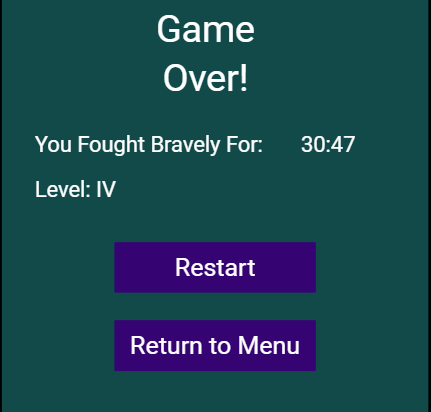 Game
Over!
You Fought Bravely For: 30:47
Level: IV
Restart
Return to Menu